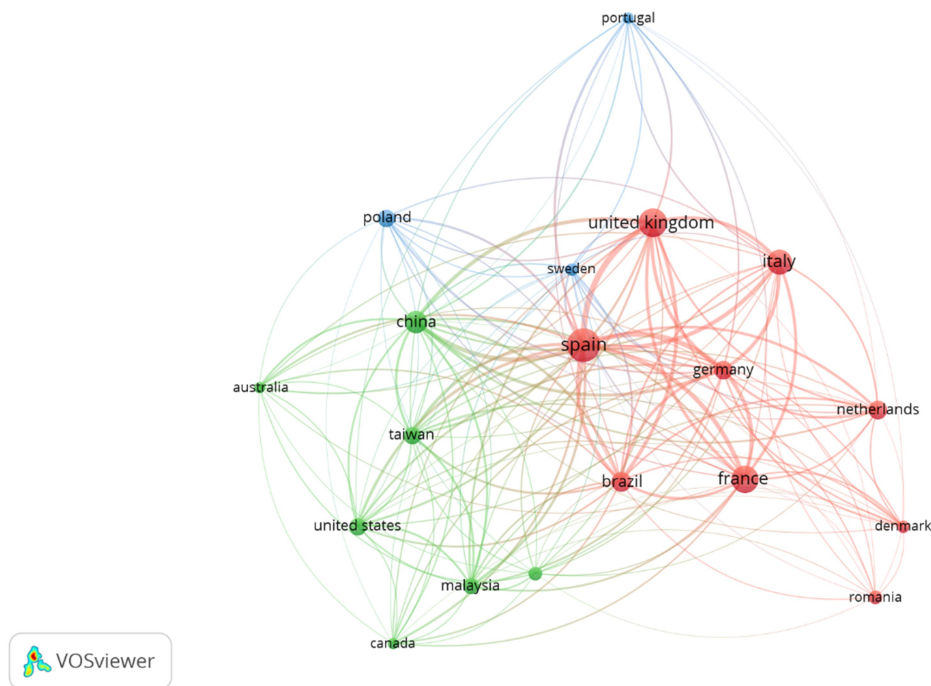 portugal
poland
united kingdom
italy
sweden
china
spain
germany
australia
netherlands
taiwan
brazil
france
united states
denmark
malaysia
romania
canada
VOSviewer